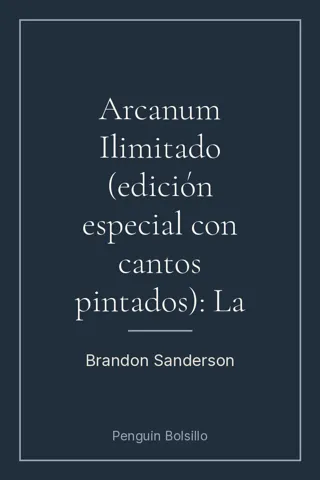 Arcanum
Ilimitado
(edición
especial con
cantos
pintados): La
Brandon Sanderson
Penguin Bolsillo